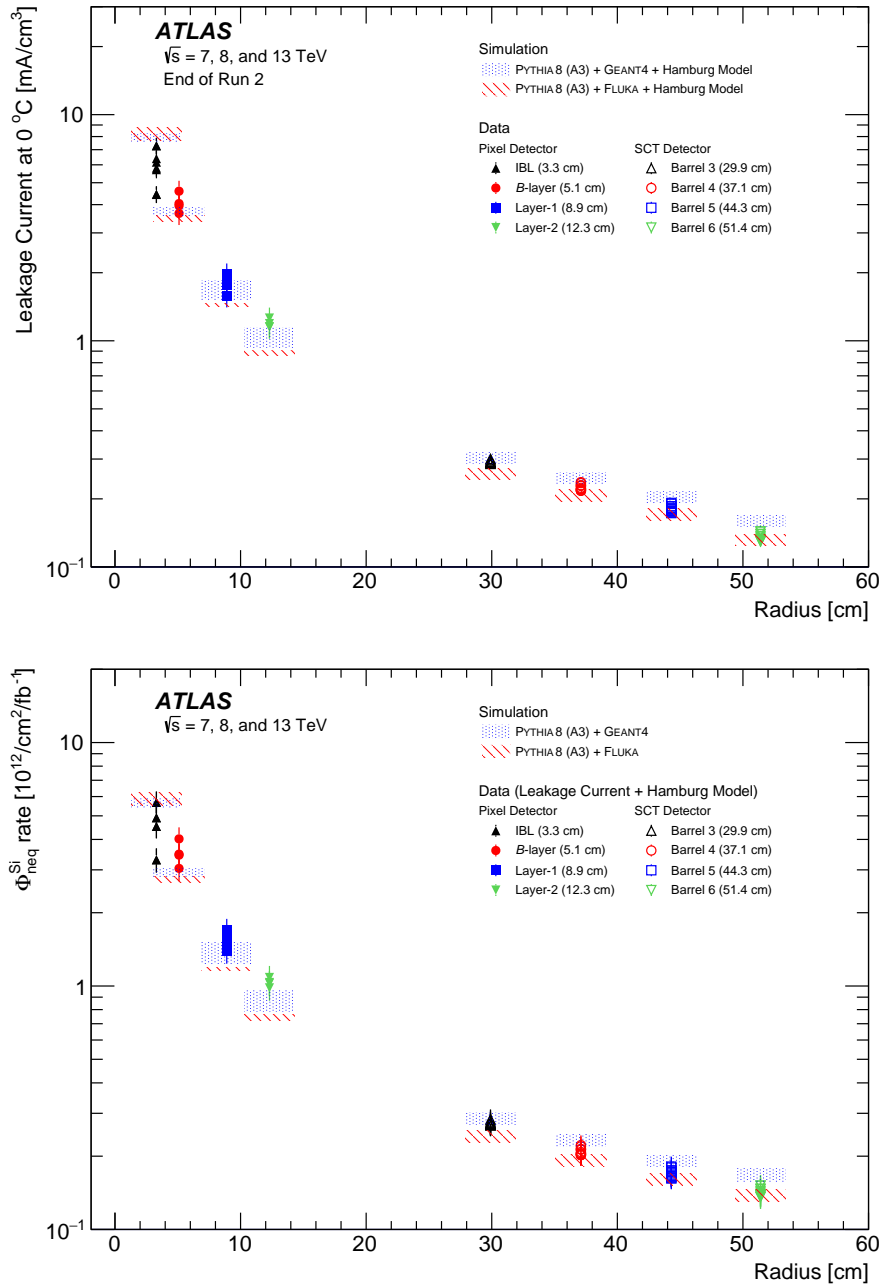 ATLAS
√s = 7, 8, and 13 TeV
End of Run 2
Simulation
PYTHIA 8 (A3) + GEANT4 + Hamburg Model
PYTHIA 8 (A3) + FLUKA + Hamburg Model
Data
Pixel Detector SCT Detector
IBL (3.3 cm) Barrel 3 (29.9 cm)
B-layer (5.1 cm) Barrel 4 (37.1 cm)
Layer-1 (8.9 cm) Barrel 5 (44.3 cm)
Layer-2 (12.3 cm) Barrel 6 (51.4 cm)
Leakage Current at 0 °C [mA/cm3]
10
1
10⁻¹
0 10 20 30 40 50 60
Radius [cm]
ATLAS
√s = 7, 8, and 13 TeV
Simulation
PYTHIA 8 (A3) + GEANT4
PYTHIA 8 (A3) + FLUKA
Data (Leakage Current + Hamburg Model)
Pixel Detector SCT Detector
IBL (3.3 cm) Barrel 3 (29.9 cm)
B-layer (5.1 cm) Barrel 4 (37.1 cm)
Layer-1 (8.9 cm) Barrel 5 (44.3 cm)
Layer-2 (12.3 cm) Barrel 6 (51.4 cm)
Φ^Si_neq rate [10¹²/cm²/fb⁻¹]
10
1
10⁻¹
0 10 20 30 40 50 60
Radius [cm]